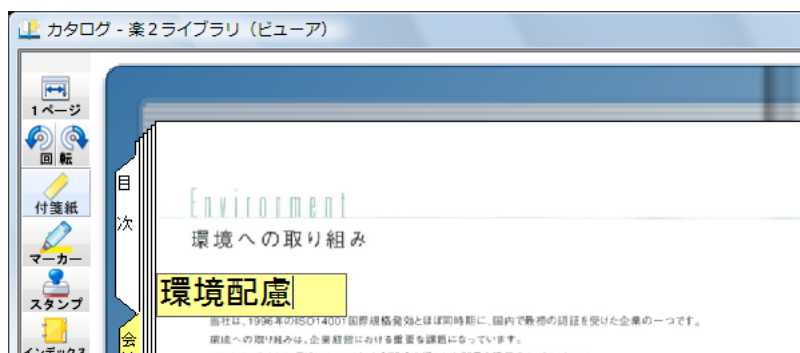 カタログ - 楽2ライブラリ（ビューア）
1ページ
回転
付箋紙
マーカー
スタンプ
インデックス
目次
会
Environment
環境への取り組み
環境配慮
当社は、1996年のISO14001国際規格発効とほぼ同時期に、国内で最初の認証を受けた企業の一つです。
環境への取り組みは、企業経営における重要な課題になっています。